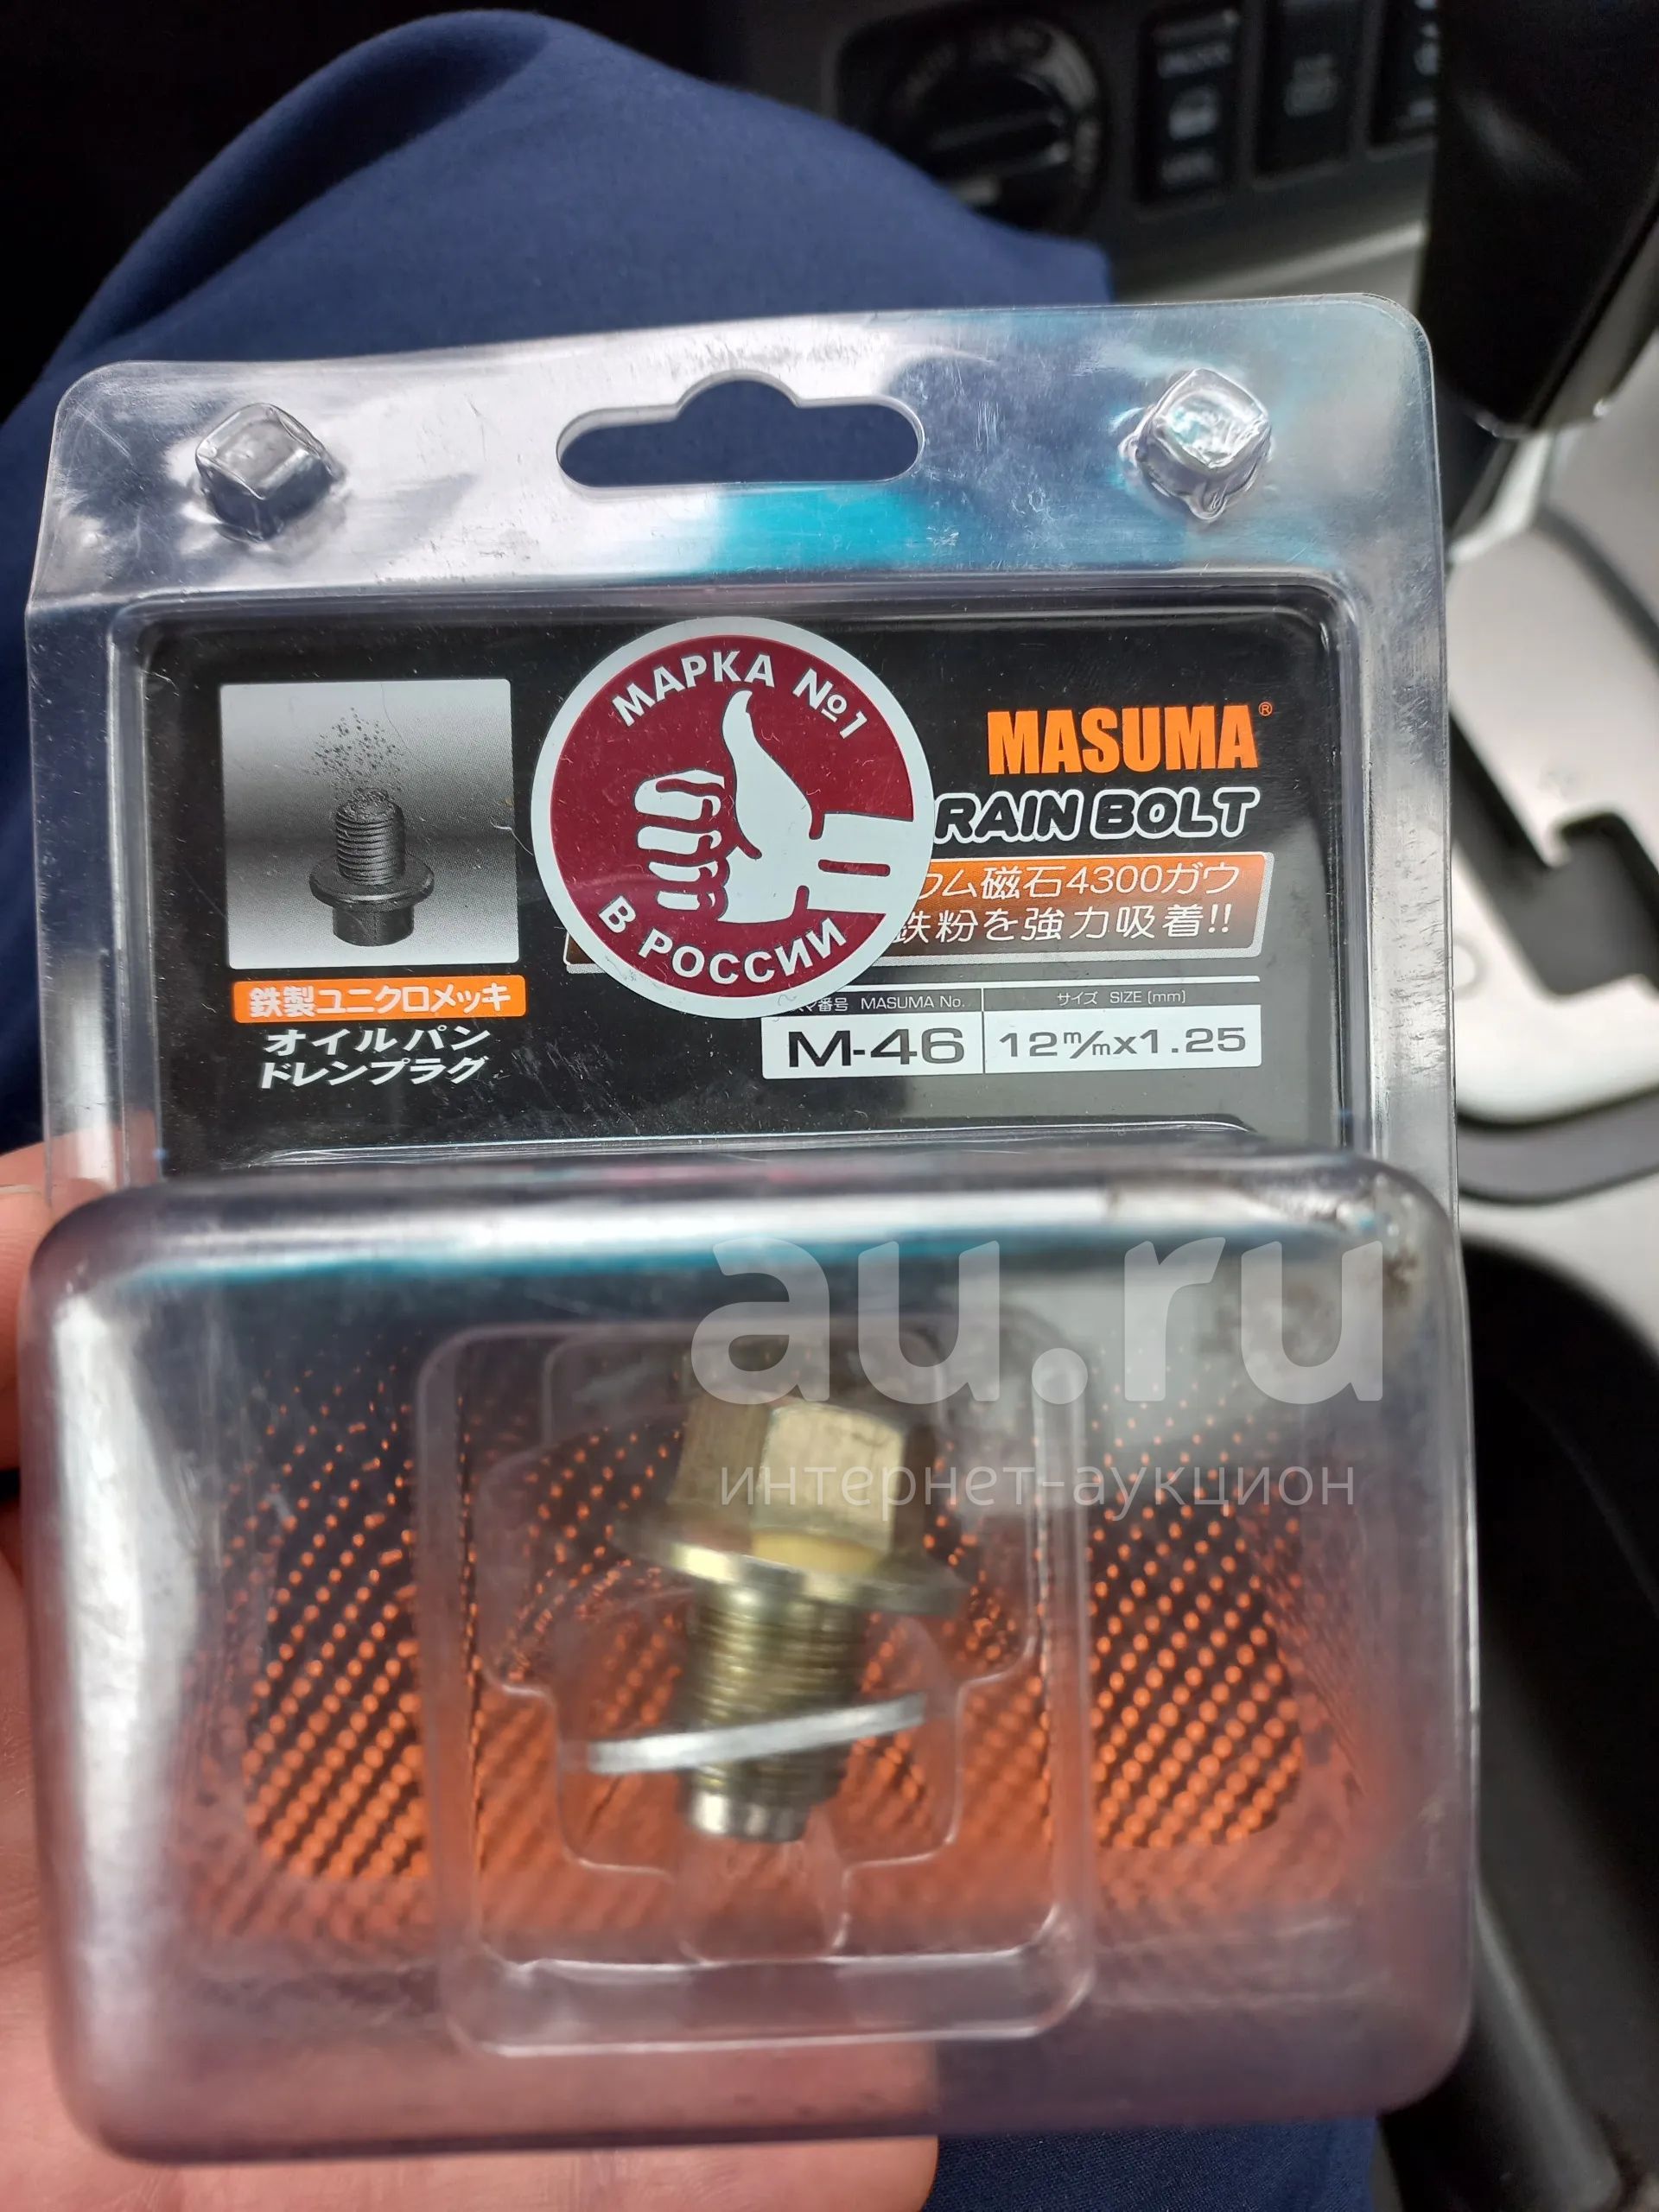 МАРКА №1
В РОССИИ
MASUMA®
RAIN BOLT
ウム磁石4300ガウ
鉄粉を強力吸着!!
鉄製ユニクロメッキ
オイルパン
ドレンプラグ
番号 MASUMA No. サイズ SIZE (mm)
M-46 12m/mx1.25
au.ru
интернет-аукцион